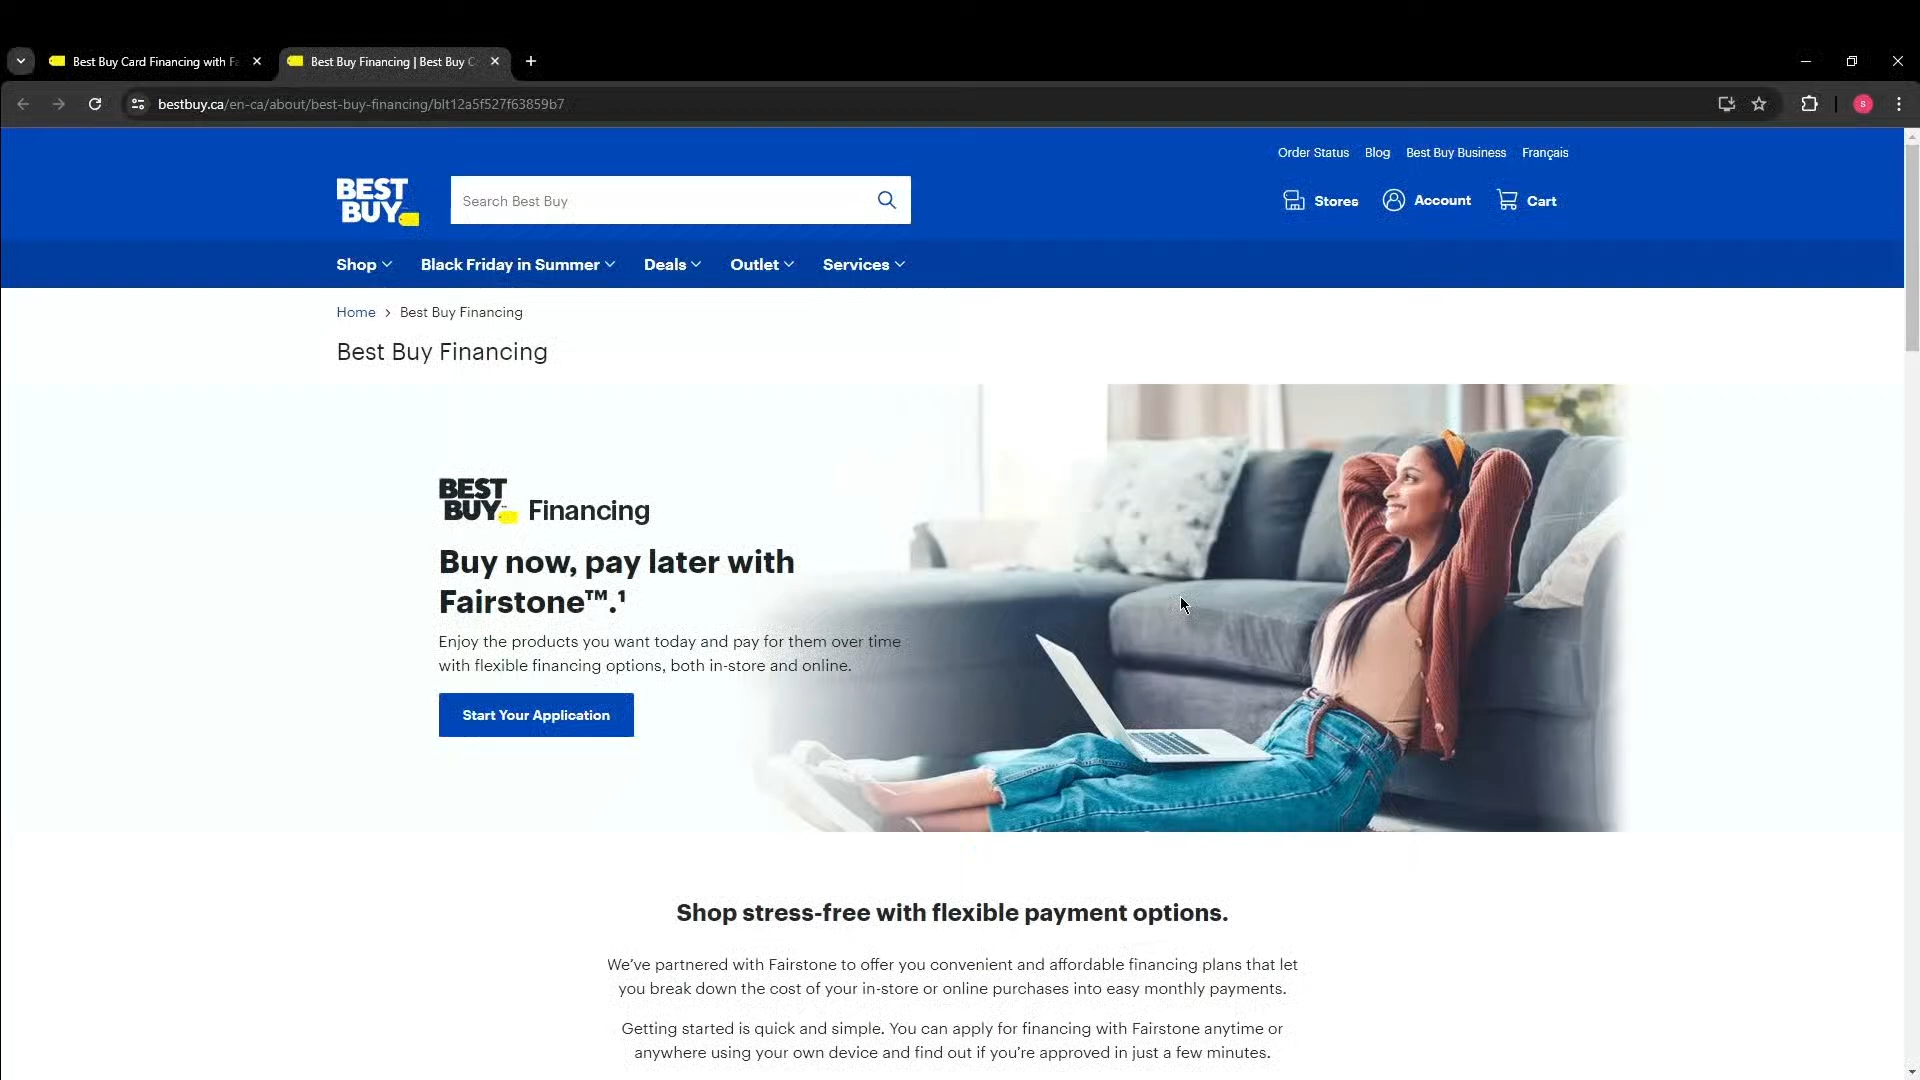 Best Buy Card Financing with F
Best Buy Financing | Best Buy C
bestbuy.ca/en-ca/about/best-buy-financing/blt12a5f527f63859b7
S
Order Status Blog Best Buy Business Français
BEST
BUY
Search Best Buy
Stores Account Cart
Shop Black Friday in Summer Deals Outlet Services
Home › Best Buy Financing
Best Buy Financing
BEST
BUY Financing
Buy now, pay later with
Fairstone™.¹
Enjoy the products you want today and pay for them over time
with flexible financing options, both in-store and online.
Start Your Application
Shop stress-free with flexible payment options.
We’ve partnered with Fairstone to offer you convenient and affordable financing plans that let
you break down the cost of your in-store or online purchases into easy monthly payments.
Getting started is quick and simple. You can apply for financing with Fairstone anytime or
anywhere using your own device and find out if you’re approved in just a few minutes.